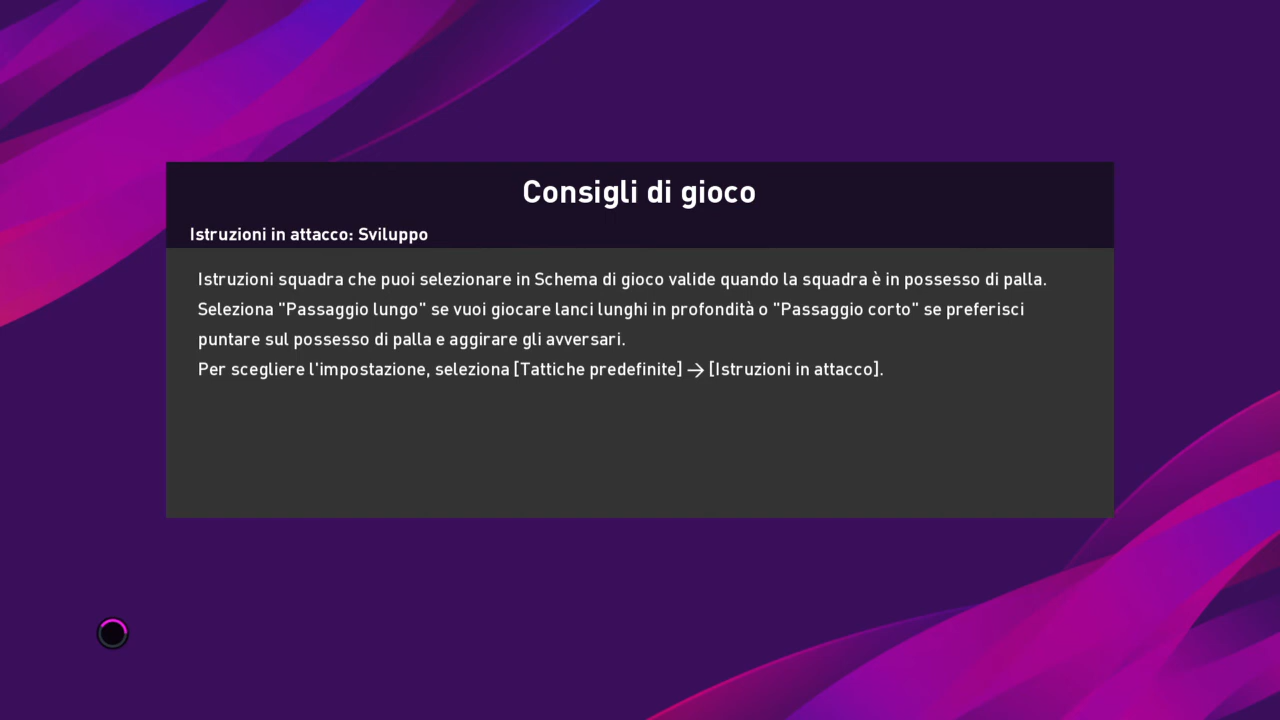 Consigli di gioco
Istruzioni in attacco: Sviluppo
Istruzioni squadra che puoi selezionare in Schema di gioco valide quando la squadra è in possesso di palla.
Seleziona "Passaggio lungo" se vuoi giocare lanci lunghi in profondità o "Passaggio corto" se preferisci
puntare sul possesso di palla e aggirare gli avversari.
Per scegliere l'impostazione, seleziona [Tattiche predefinite] → [Istruzioni in attacco].